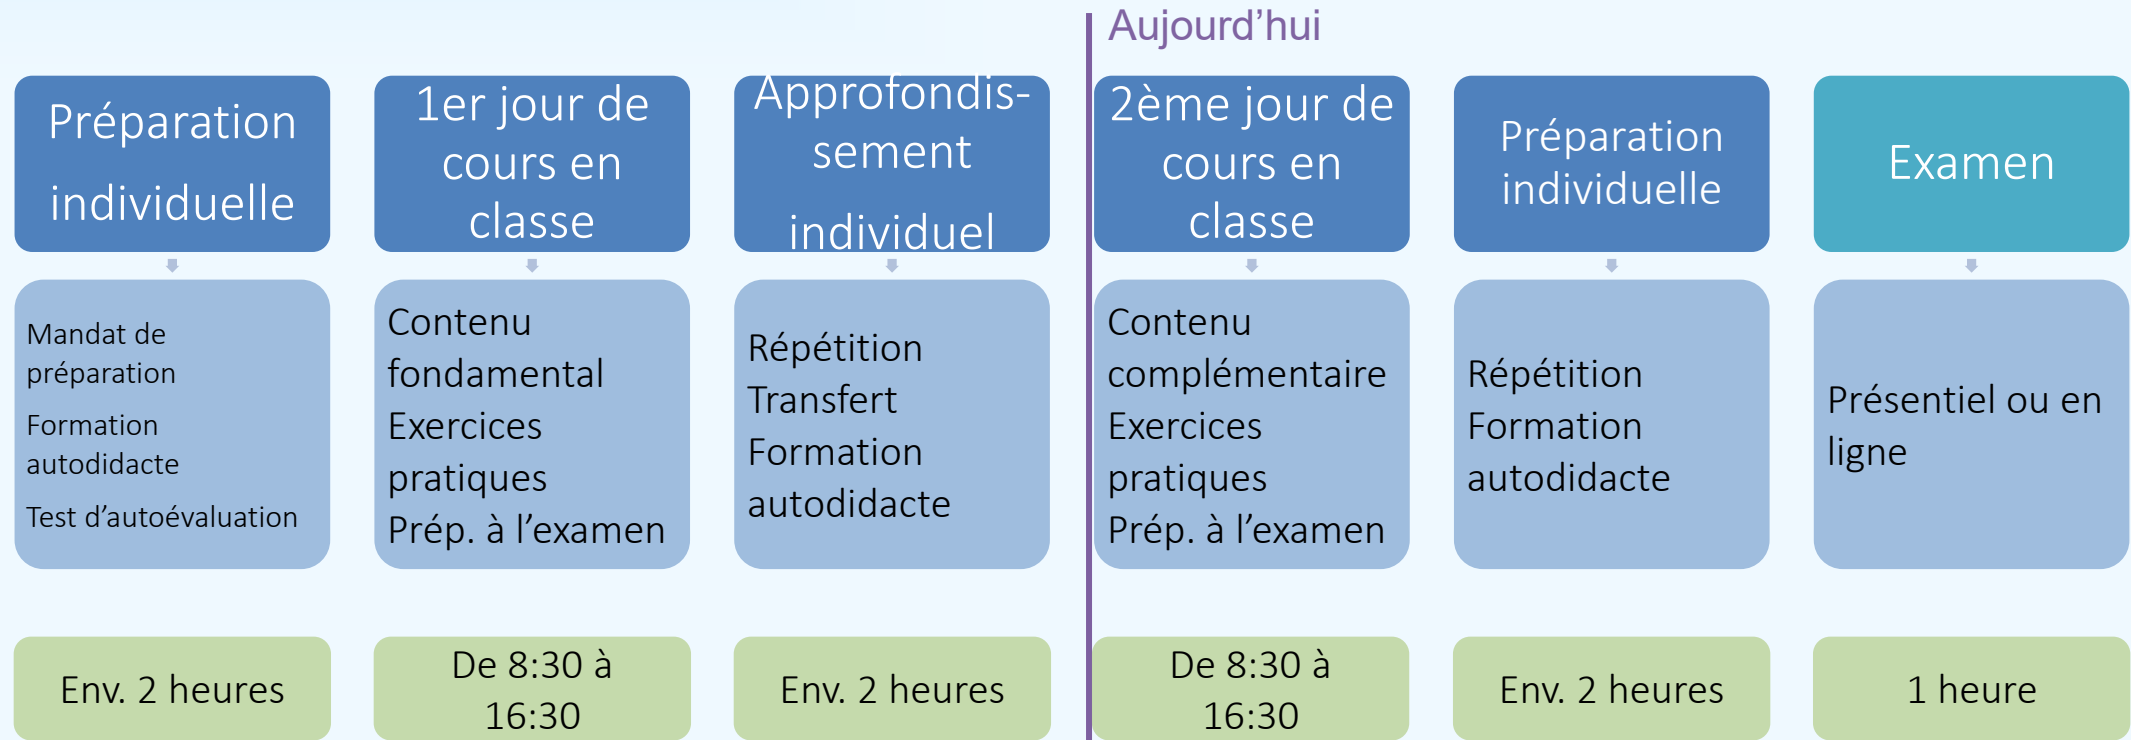 Aujourd’hui
Préparation
individuelle
1er jour de
cours en
classe
Approfondis-
sement
individuel
2ème jour de
cours en
classe
Préparation
individuelle
Examen
Mandat de
préparation
Formation
autodidacte
Test d’autoévaluation
Contenu
fondamental
Exercices
pratiques
Prép. à l’examen
Répétition
Transfert
Formation
autodidacte
Contenu
complémentaire
Exercices
pratiques
Prép. à l’examen
Répétition
Formation
autodidacte
Présentiel ou en
ligne
Env. 2 heures
De 8:30 à
16:30
Env. 2 heures
De 8:30 à
16:30
Env. 2 heures
1 heure